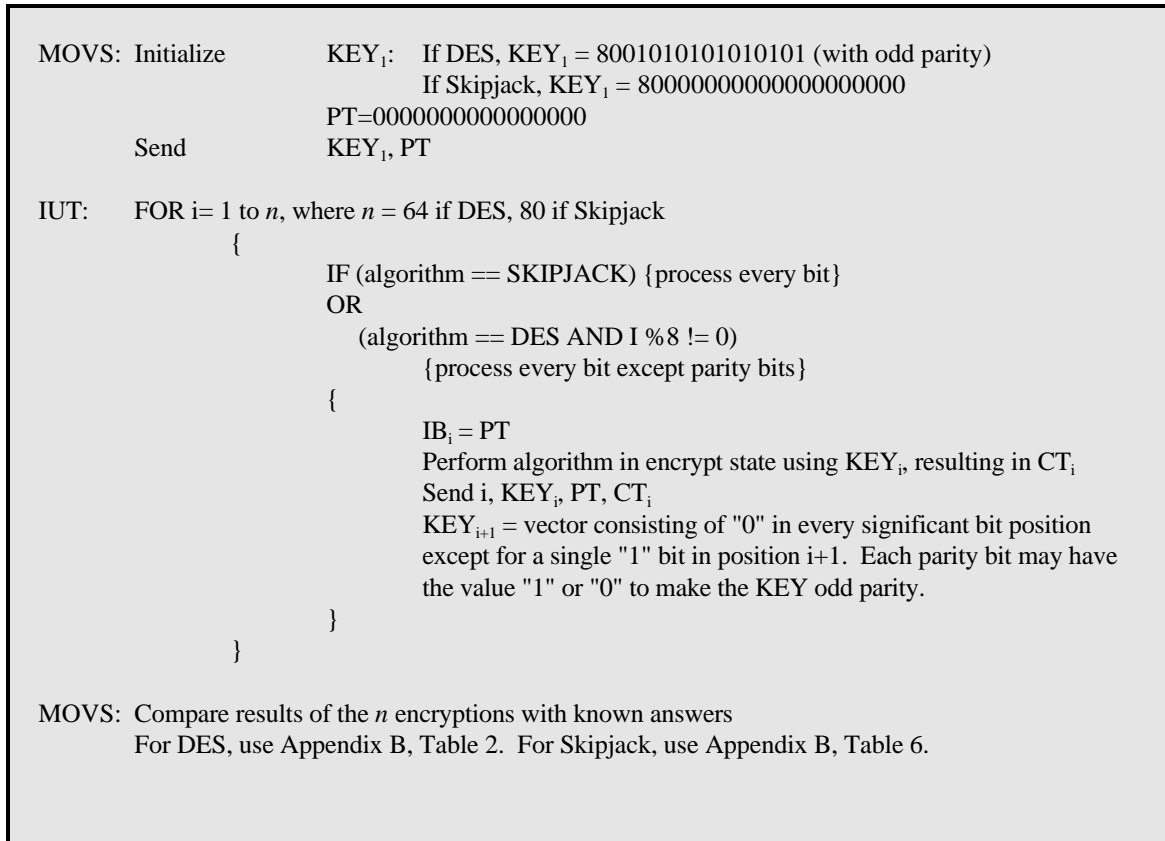 MOVS: Initialize KEY₁: If DES, KEY₁ = 8001010101010101 (with odd parity)
If Skipjack, KEY₁ = 80000000000000000000
PT=0000000000000000
Send KEY₁, PT
IUT: FOR i= 1 to n, where n = 64 if DES, 80 if Skipjack
{
IF (algorithm == SKIPJACK) {process every bit}
OR
(algorithm == DES AND I %8 != 0)
{process every bit except parity bits}
{
IBᵢ = PT
Perform algorithm in encrypt state using KEYᵢ, resulting in CTᵢ
Send i, KEYᵢ, PT, CTᵢ
KEYᵢ₊₁ = vector consisting of "0" in every significant bit position
except for a single "1" bit in position i+1. Each parity bit may have
the value "1" or "0" to make the KEY odd parity.
}
}
MOVS: Compare results of the n encryptions with known answers
For DES, use Appendix B, Table 2. For Skipjack, use Appendix B, Table 6.